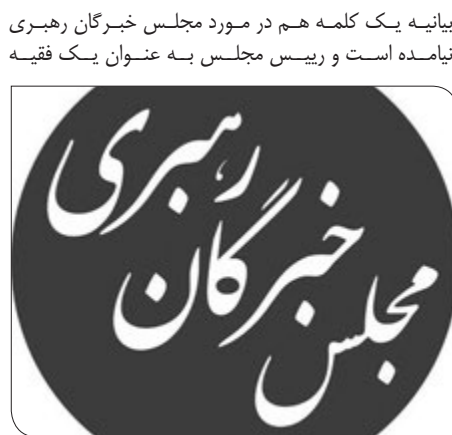 بیانیه یک کلمه هم در مورد مجلس خبرگان رهبری
نیامده است و رییس مجلس به عنوان یک فقیه
مجلس
خبرگان
رهبری